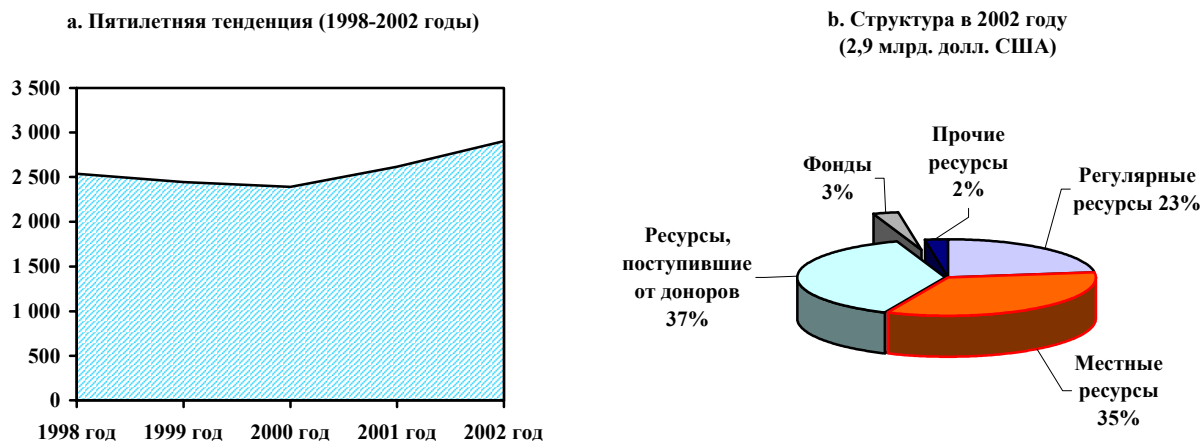 a. Пятилетняя тенденция (1998-2002 годы)
3 500
3 000
2 500
2 000
1 500
1 000
500
0
1998 год
1999 год
2000 год
2001 год
2002 год
b. Структура в 2002 году
(2,9 млрд. долл. США)
Прочие
ресурсы
2%
Фонды
3%
Регулярные
ресурсы 23%
Ресурсы,
поступившие
от доноров
37%
Местные
ресурсы
35%